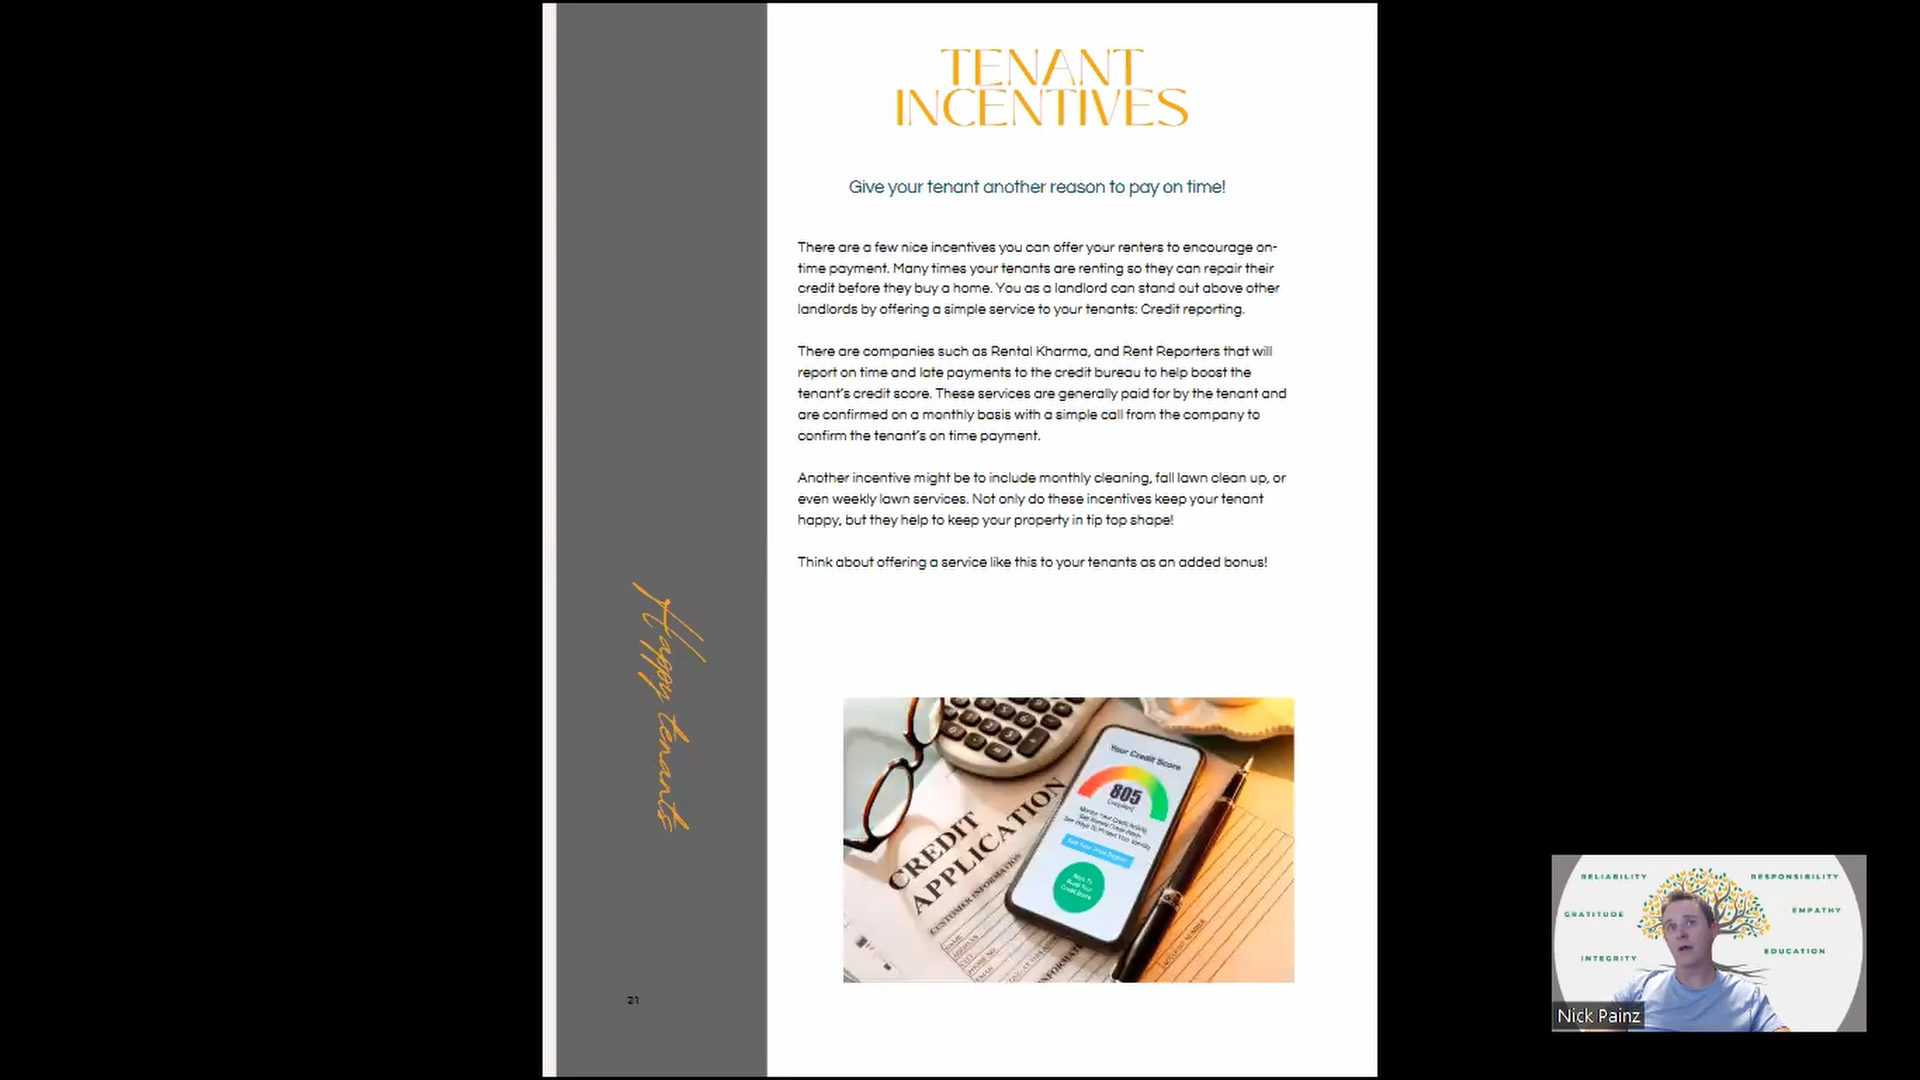 TENANT
INCENTIVES
Give your tenant another reason to pay on time!
There are a few nice incentives you can offer your renters to encourage on-
time payment. Many times your tenants are renting so they can repair their
credit before they buy a home. You as a landlord can stand out above other
landlords by offering a simple service to your tenants: Credit reporting.
There are companies such as Rental Kharma, and Rent Reporters that will
report on time and late payments to the credit bureau to help boost the
tenant's credit score. These services are generally paid for by the tenant and
are confirmed on a monthly basis with a simple call from the company to
confirm the tenant's on time payment.
Another incentive might be to include monthly cleaning, fall lawn clean up, or
even weekly lawn services. Not only do these incentives keep your tenant
happy, but they help to keep your property in tip top shape!
Think about offering a service like this to your tenants as an added bonus!
Happy tenants
Your Credit Score
805
CREDIT
APPLICATION
CUSTOMER INFORMATION
ACCOUNT NUMBER
21
RELIABILITY
RESPONSIBILITY
GRATITUDE
EMPATHY
INTEGRITY
EDUCATION
Nick Painz